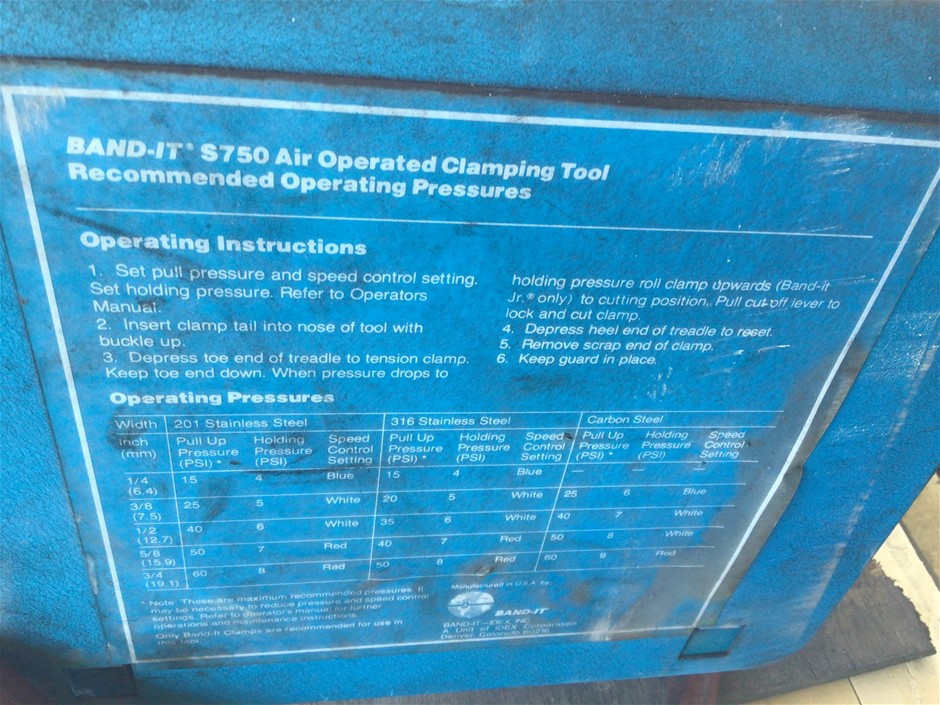 BAND-IT® S750 Air Operated Clamping Tool
Recommended Operating Pressures
Operating Instructions
1. Set pull pressure and speed control setting.
Set holding pressure. Refer to Operators
Manual.
2. Insert clamp tail into nose of tool with
buckle up.
3. Depress toe end of treadle to tension clamp.
Keep toe end down. When pressure drops to
holding pressure roll clamp upwards (Band-it
Jr.® only) to cutting position. Pull cut off lever to
lock and cut clamp.
4. Depress heel end of treadle to reset.
5. Remove scrap end of clamp.
6. Keep guard in place.
Operating Pressures
Width 201 Stainless Steel 316 Stainless Steel Carbon Steel
Inch Pull Up Holding Speed Pull Up Holding Speed Pull Up Holding Speed
(mm) Pressure Pressure Control Pressure Pressure Control Pressure Pressure Control
(PSI) * (PSI) Setting (PSI) * (PSI) Setting (PSI) * (PSI) Setting
1/4 15 4 Blue 15 4 Blue — — —
(6.4)
3/8 25 5 White 20 5 White 25 6 Blue
(7.5)
1/2 40 6 White 35 6 White 40 7 White
(12.7)
5/8 50 7 Red 40 7 Red 50 8 White
(15.9)
3/4 60 8 Red 50 8 Red 60 9 Red
(19.1)
* Note: These are maximum recommended pressures. It
may be necessary to reduce pressure and speed control
settings. Refer to operator's manual for further
operations and maintenance instructions.
Only Band-It Clamps are recommended for use in
this tool.
Manufactured in U.S.A. by
BAND-IT
BAND-IT-IDEX, INC.
A Unit of IDEX Corporation
Denver, Colorado 80216